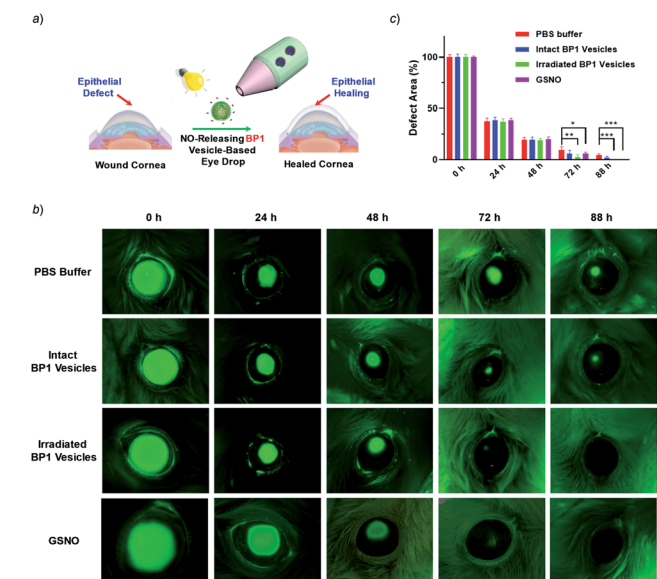 a)
Epithelial
Defect
Epithelial
Healing
NO-Releasing BP1
Vesicle-Based
Eye Drop
Wound Cornea
Healed Cornea
c)
PBS buffer
Intact BP1 Vesicles
Irradiated BP1 Vesicles
GSNO
Defect Area (%)
100
50
0
* ***
** ***
0 h
24 h
48 h
72 h
88 h
b)
0 h 24 h 48 h 72 h 88 h
PBS Buffer
Intact
BP1 Vesicles
Irradiated
BP1 Vesicles
GSNO